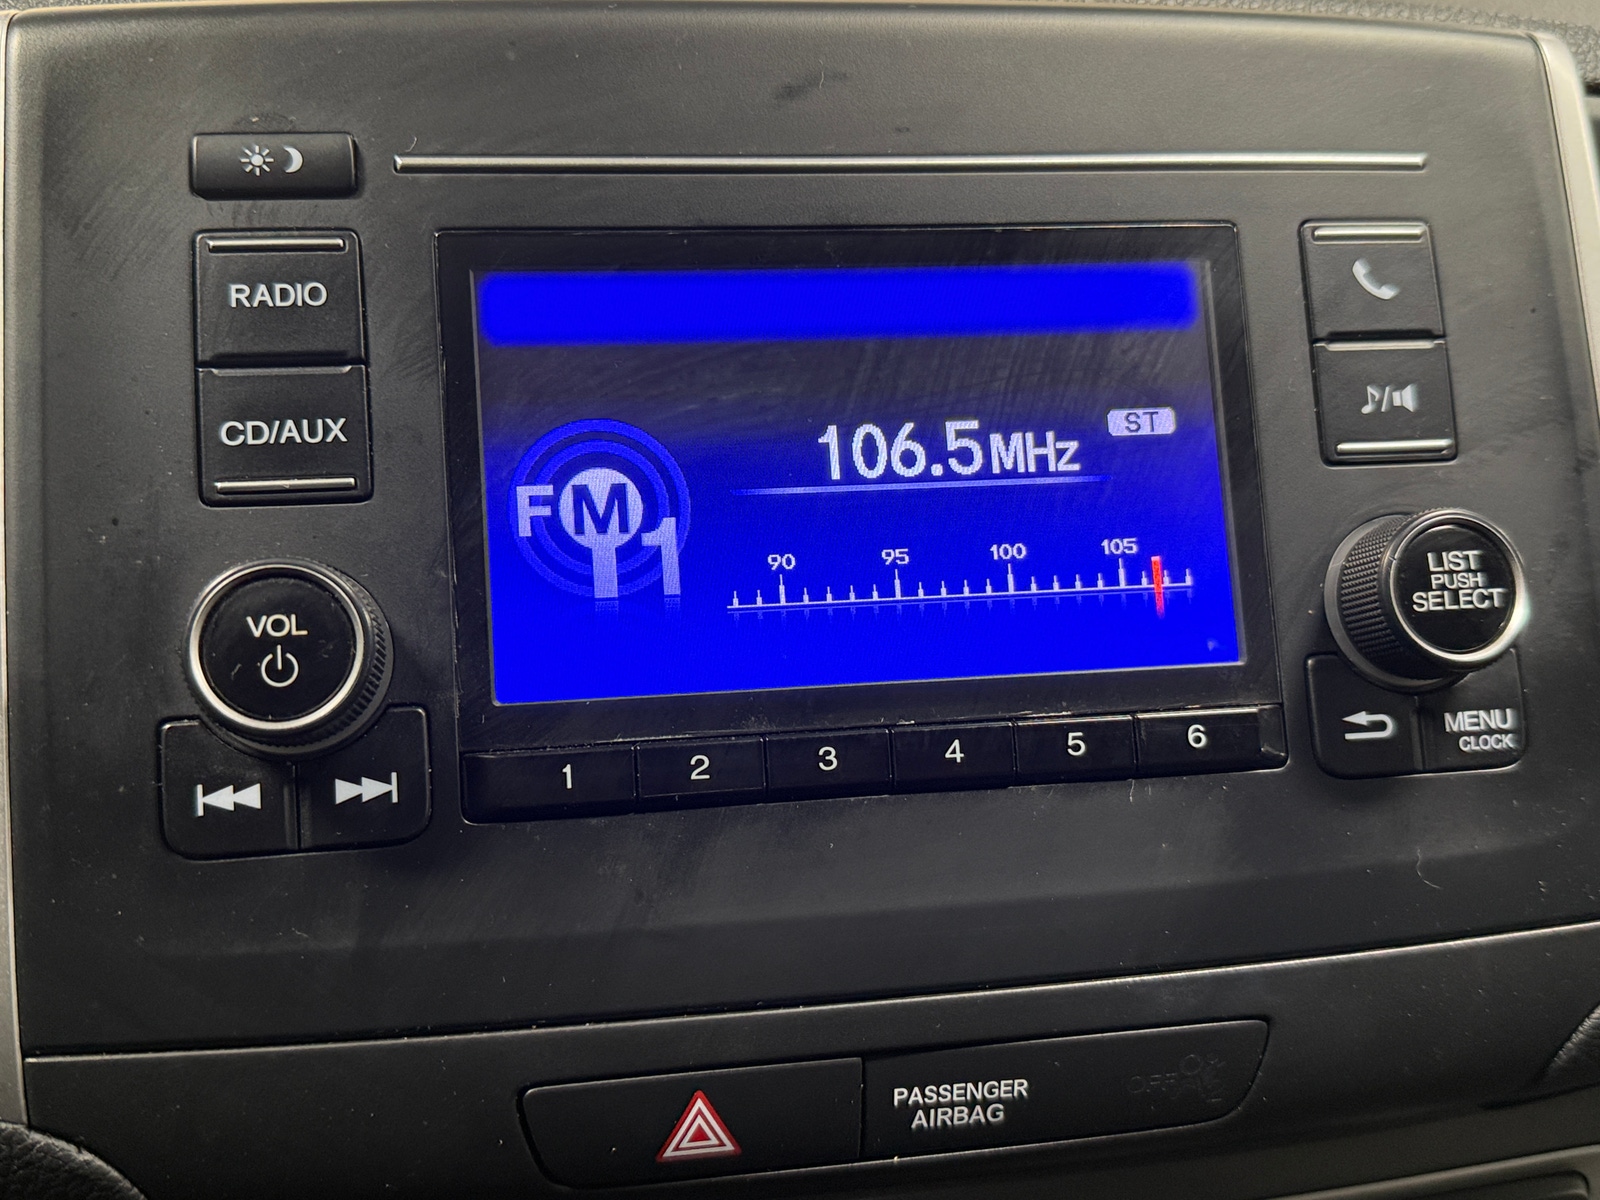 RADIO
CD/AUX
VOL
106.5MHz
ST
FM
1
90 95 100 105
LIST
PUSH
SELECT
MENU
CLOCK
1 2 3 4 5 6
PASSENGER
AIRBAG
OFF